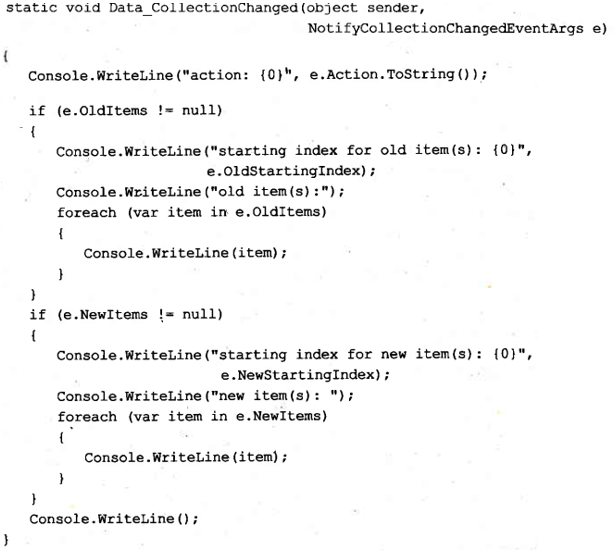 static void Data_CollectionChanged(object sender,
NotifyCollectionChangedEventArgs e)
{
Console.WriteLine("action: {0}", e.Action.ToString());
if (e.OldItems != null)
{
Console.WriteLine("starting index for old item(s): {0}",
e.OldStartingIndex);
Console.WriteLine("old item(s):");
foreach (var item in e.OldItems)
{
Console.WriteLine(item);
}
}
if (e.NewItems != null)
{
Console.WriteLine("starting index for new item(s): {0}",
e.NewStartingIndex);
Console.WriteLine("new item(s): ");
foreach (var item in e.NewItems)
{
Console.WriteLine(item);
}
}
Console.WriteLine();
}